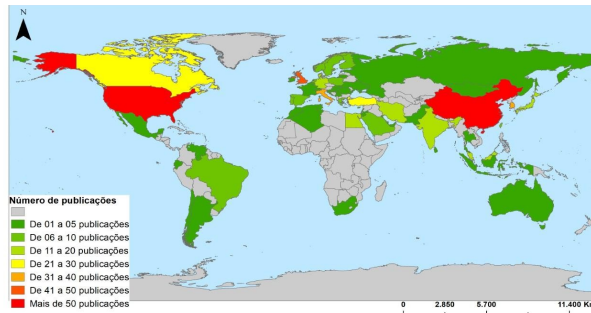 N
Número de publicações
De 01 a 05 publicações
De 06 a 10 publicações
De 11 a 20 publicações
De 21 a 30 publicações
De 31 a 40 publicações
De 41 a 50 publicações
Mais de 50 publicações
0 2.850 5.700 11.400 Km